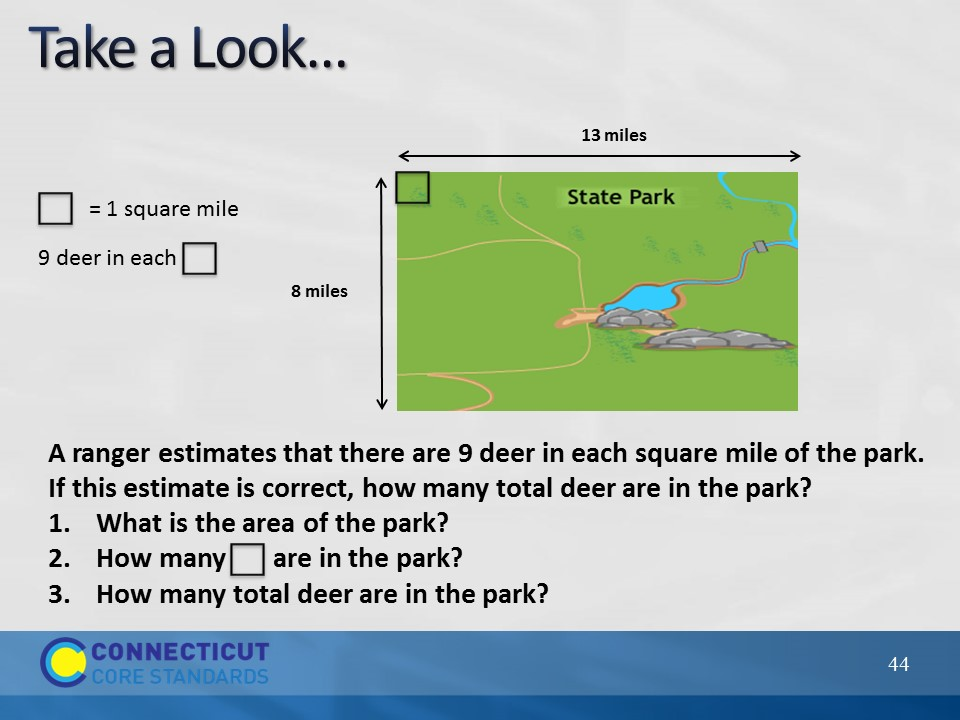 Take a Look...
13 miles
= 1 square mile
State Park
9 deer in each
8 miles
A ranger estimates that there are 9 deer in each square mile of the park.
If this estimate is correct, how many total deer are in the park?
1. What is the area of the park?
2. How many are in the park?
3. How many total deer are in the park?
CONNECTICUT
CORE STANDARDS
44